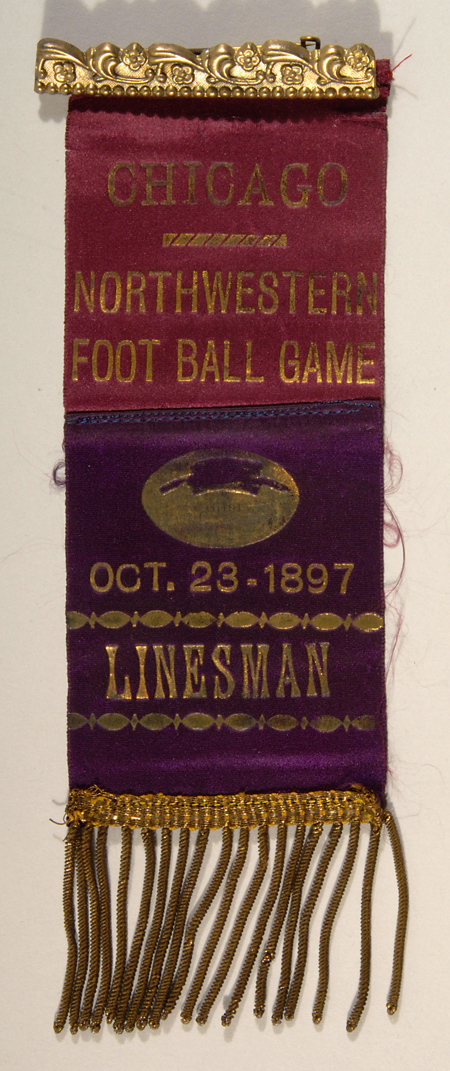 CHICAGO
NORTHWESTERN
FOOT BALL GAME
OCT. 23-1897
LINESMAN